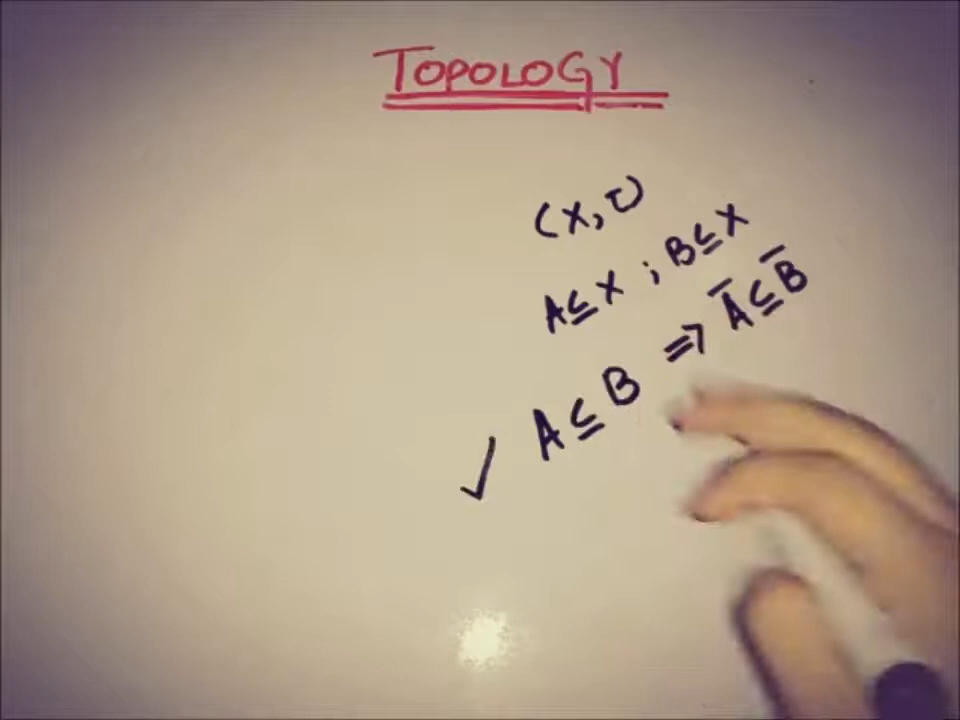 TOPOLOGY
(X, τ)
A ⊆ X ; B ⊆ X
A ⊆ B ⇒ A̅ ⊆ B̅